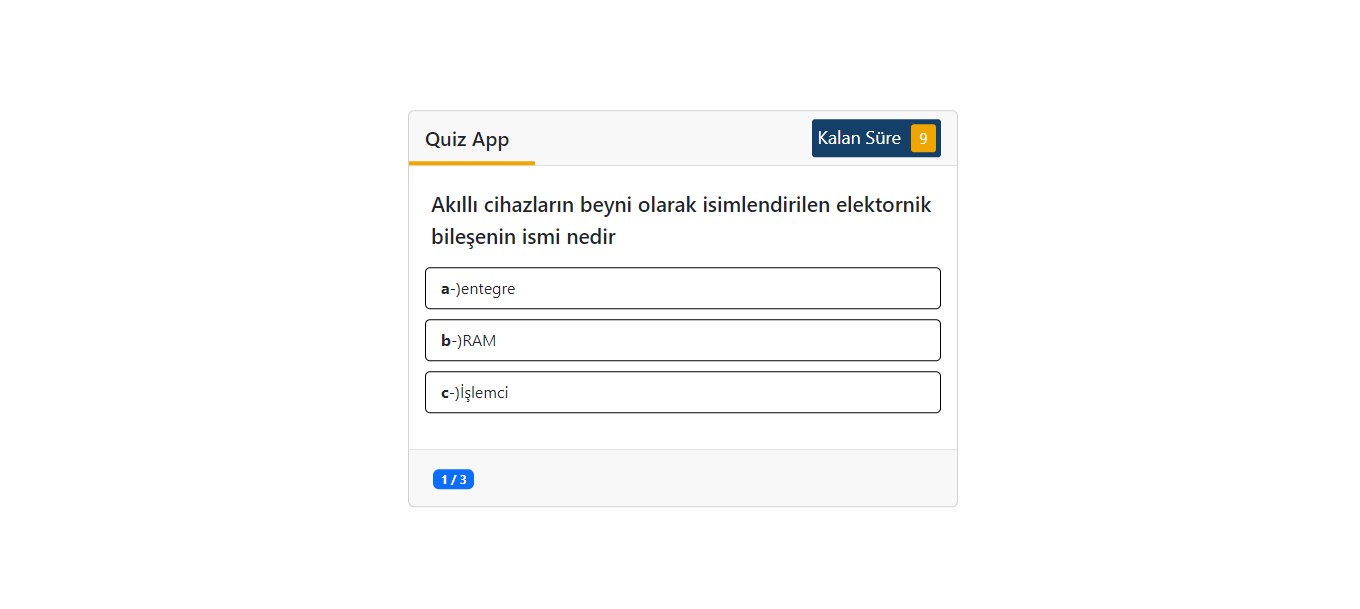 Quiz App
Kalan Süre 9
Akıllı cihazların beyni olarak isimlendirilen elektornik
bileşenin ismi nedir
a-)entegre
b-)RAM
c-)İşlemci
1 / 3